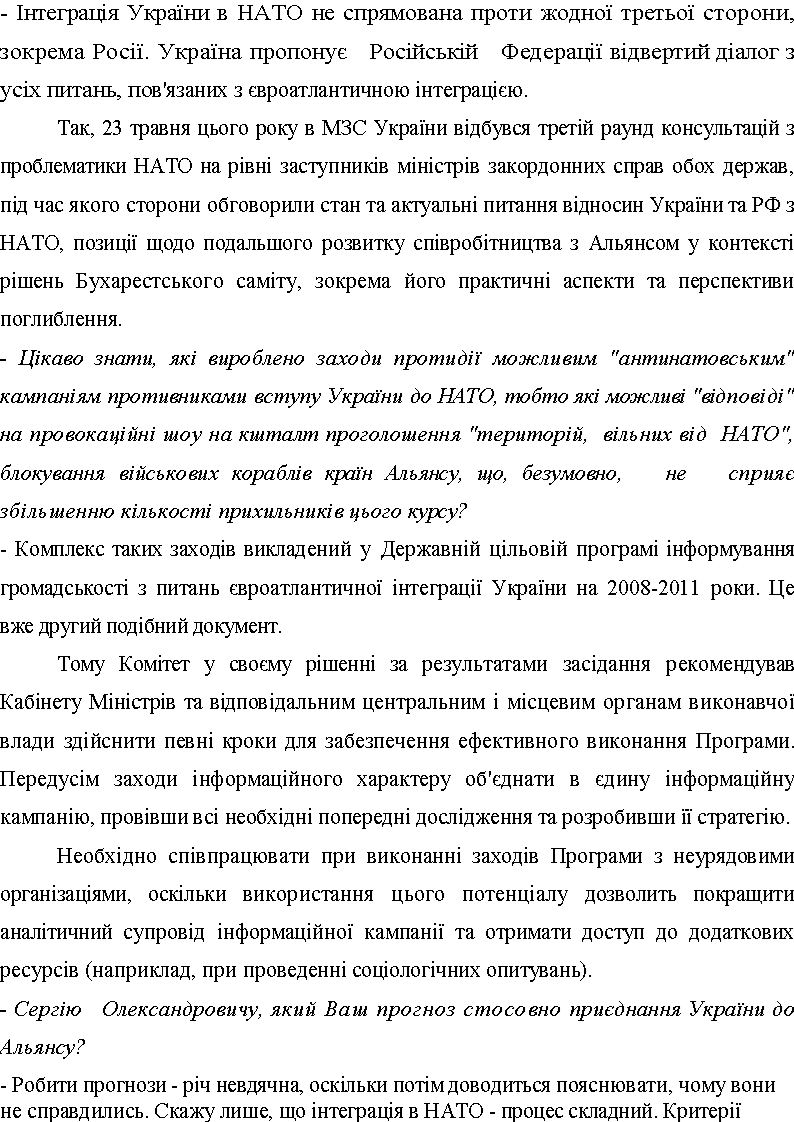 - Інтеграція України в НАТО не спрямована проти жодної третьої сторони,
зокрема Росії. Україна пропонує Російській Федерації відвертий діалог з
усіх питань, пов'язаних з євроатлантичною інтеграцією.
Так, 23 травня цього року в МЗС України відбувся третій раунд консультацій з
проблематики НАТО на рівні заступників міністрів закордонних справ обох держав,
під час якого сторони обговорили стан та актуальні питання відносин України та РФ з
НАТО, позиції щодо подальшого розвитку співробітництва з Альянсом у контексті
рішень Бухарестського саміту, зокрема його практичні аспекти та перспективи
поглиблення.
- Цікаво знати, які вироблено заходи протидії можливим "антинатовським"
кампаніям противниками вступу України до НАТО, тобто які можливі "відповіді"
на провокаційні шоу на кшталт проголошення "територій, вільних від НАТО",
блокування військових кораблів країн Альянсу, що, безумовно, не сприяє
збільшенню кількості прихильників цього курсу?
- Комплекс таких заходів викладений у Державній цільовій програмі інформування
громадськості з питань євроатлантичної інтеграції України на 2008-2011 роки. Це
вже другий подібний документ.
Тому Комітет у своєму рішенні за результатами засідання рекомендував
Кабінету Міністрів та відповідальним центральним і місцевим органам виконавчої
влади здійснити певні кроки для забезпечення ефективного виконання Програми.
Передусім заходи інформаційного характеру об'єднати в єдину інформаційну
кампанію, провівши всі необхідні попередні дослідження та розробивши її стратегію.
Необхідно співпрацювати при виконанні заходів Програми з неурядовими
організаціями, оскільки використання цього потенціалу дозволить покращити
аналітичний супровід інформаційної кампанії та отримати доступ до додаткових
ресурсів (наприклад, при проведенні соціологічних опитувань).
- Сергію Олександровичу, який Ваш прогноз стосовно приєднання України до
Альянсу?
- Робити прогнози - річ невдячна, оскільки потім доводиться пояснювати, чому вони
не справдились. Скажу лише, що інтеграція в НАТО - процес складний. Критерії